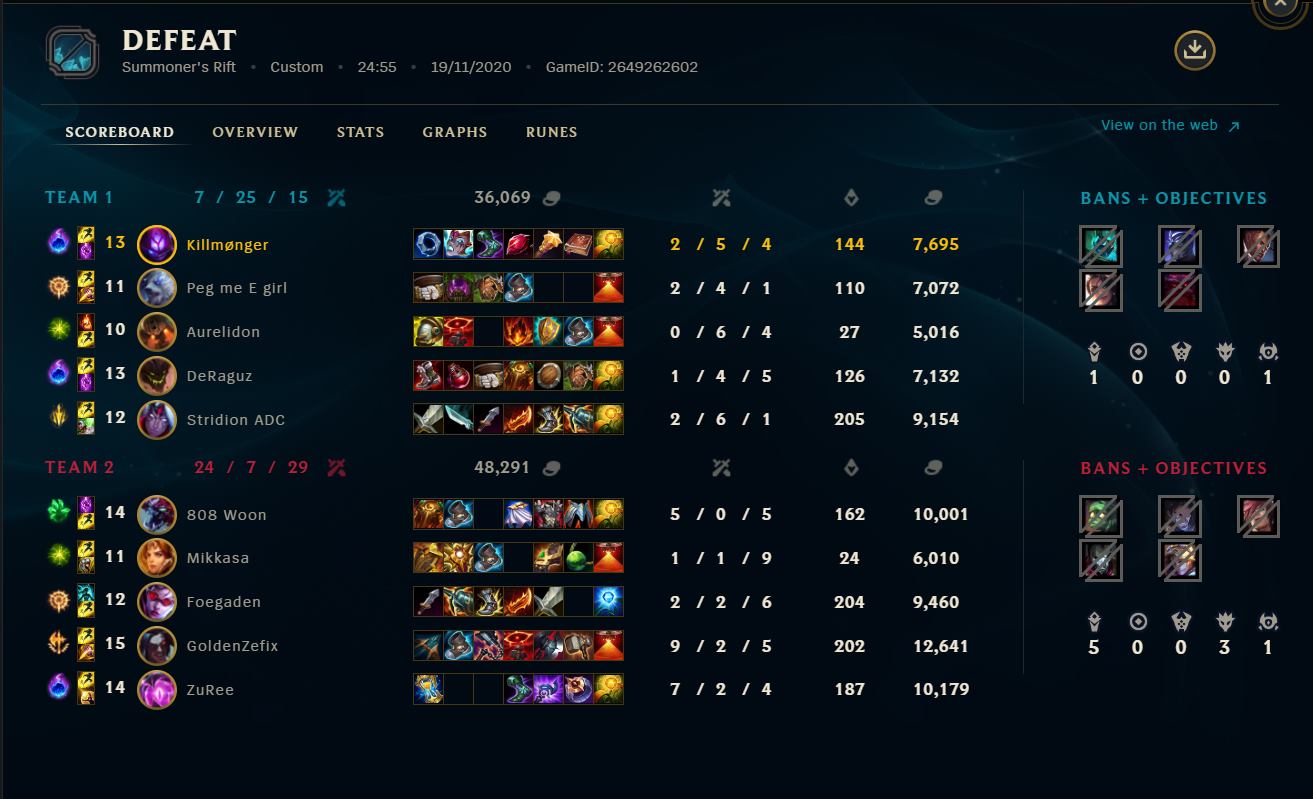 DEFEAT
Summoner's Rift • Custom • 24:55 • 19/11/2020 • GameID: 2649262602
SCOREBOARD OVERVIEW STATS GRAPHS RUNES
View on the web
TEAM 1 7 / 25 / 15 36,069 BANS + OBJECTIVES
13 Killmønger 2 / 5 / 4 144 7,695
11 Peg me E girl 2 / 4 / 1 110 7,072
10 Aurelidon 0 / 6 / 4 27 5,016
13 DeRaguz 1 / 4 / 5 126 7,132
1 0 0 0 1
12 Stridion ADC 2 / 6 / 1 205 9,154
TEAM 2 24 / 7 / 29 48,291 BANS + OBJECTIVES
14 808 Woon 5 / 0 / 5 162 10,001
11 Mikkasa 1 / 1 / 9 24 6,010
12 Foegaden 2 / 2 / 6 204 9,460
15 GoldenZefix 9 / 2 / 5 202 12,641
5 0 0 3 1
14 ZuRee 7 / 2 / 4 187 10,179